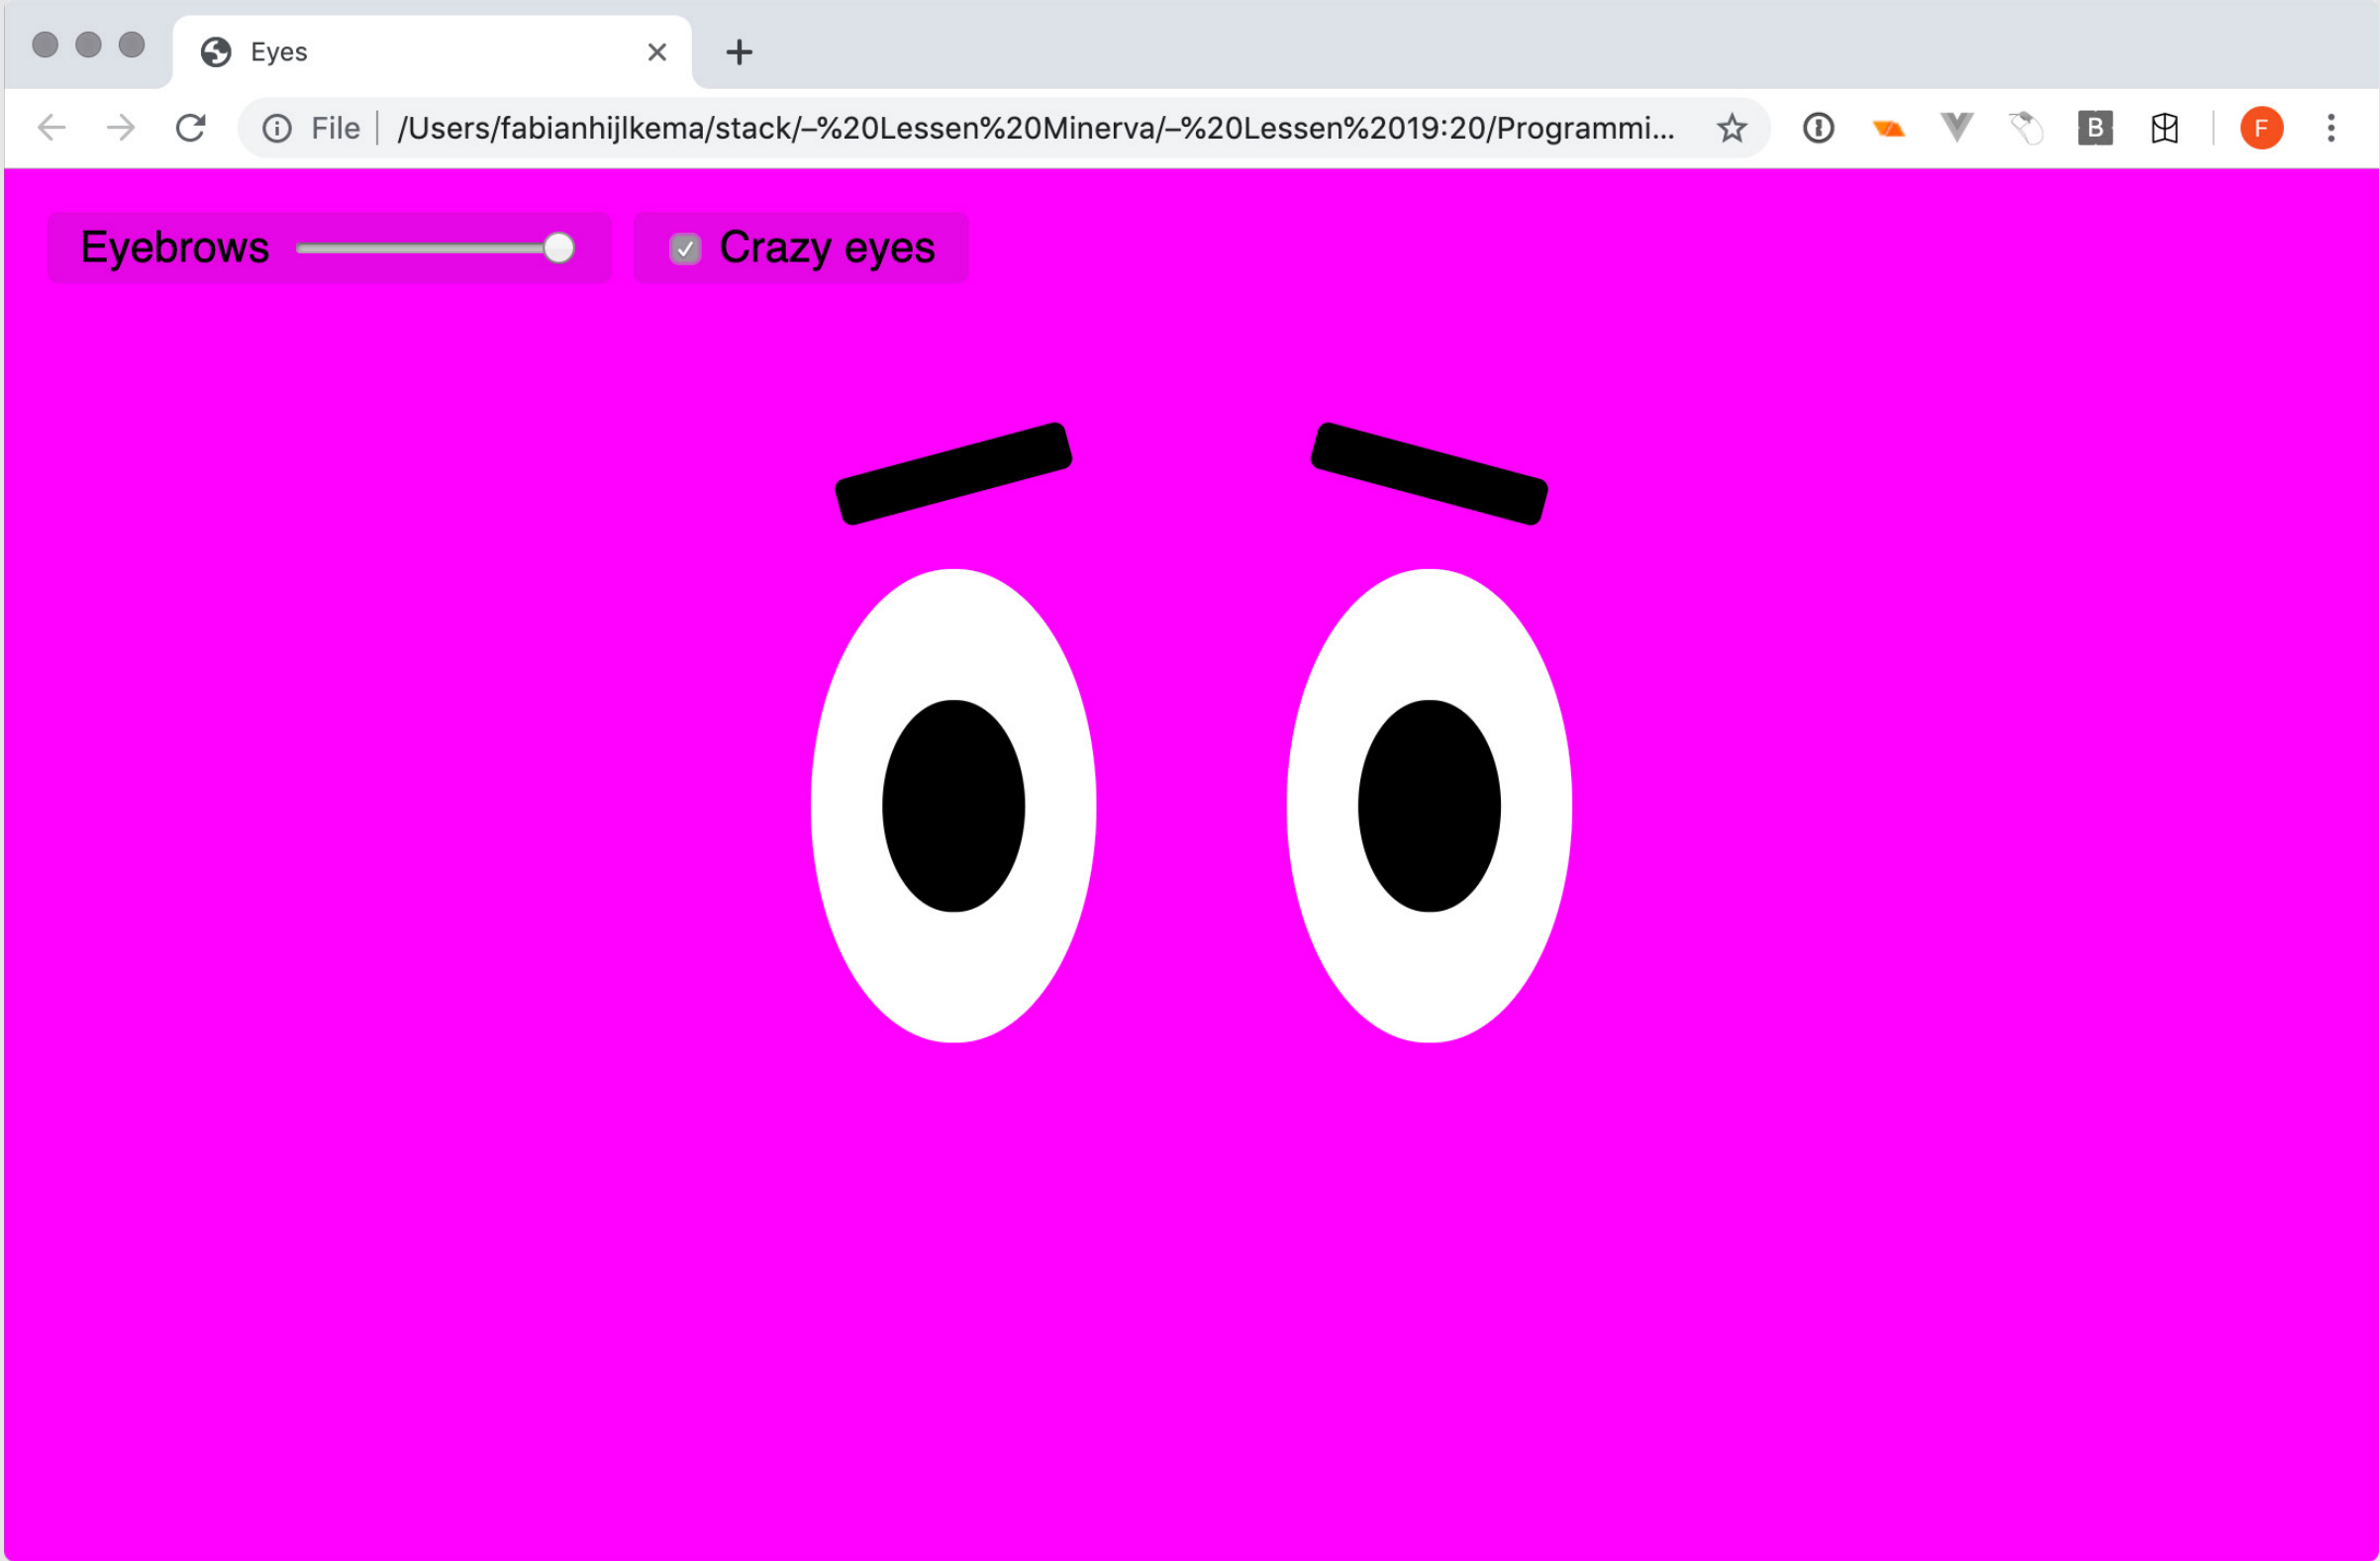 Eyes
File /Users/fabianhijlkema/stack/–%20Lessen%20Minerva/–%20Lessen%2019:20/Programmi... B F
Eyebrows Crazy eyes